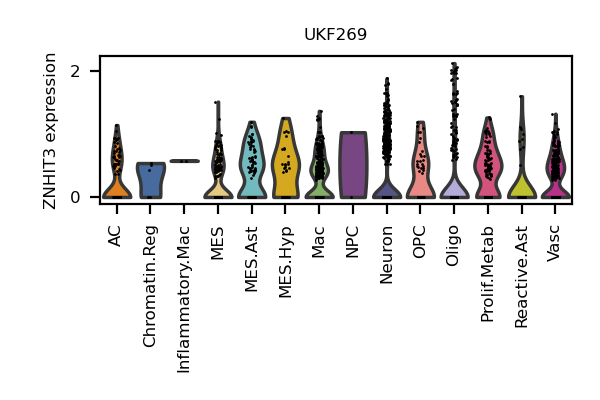 UKF269
ZNHIT3 expression
2
0
AC
Chromatin.Reg
Inflammatory.Mac
MES
MES.Ast
MES.Hyp
Mac
NPC
Neuron
OPC
Oligo
Prolif.Metab
Reactive.Ast
Vasc